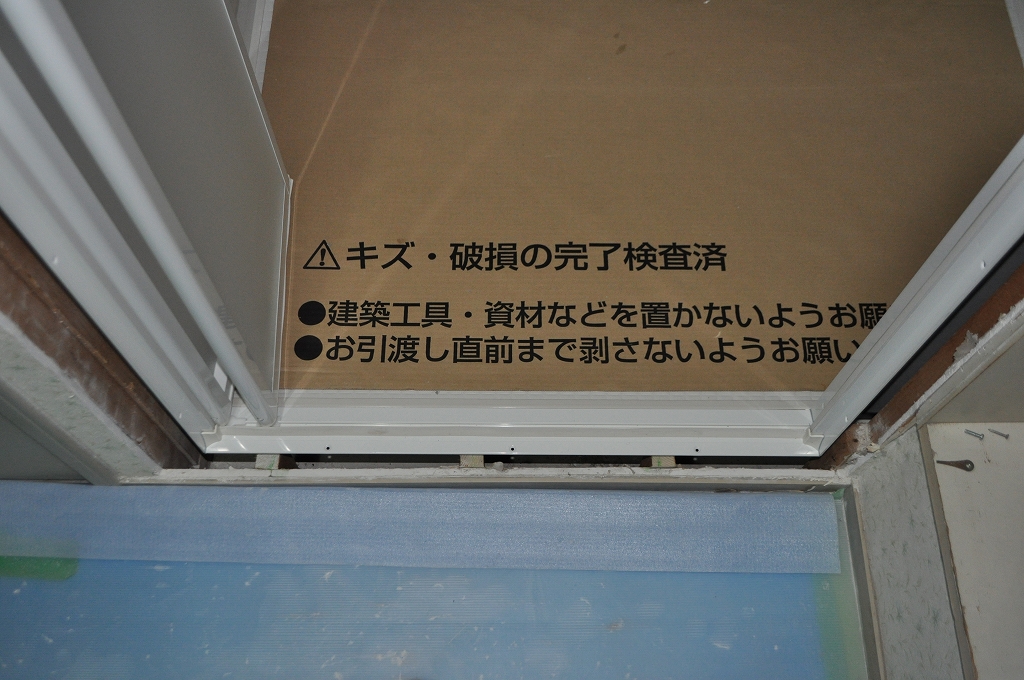 ⚠キズ・破損の完了検査済
●建築工具・資材などを置かないようお願
●お引渡し直前まで剥さないようお願い